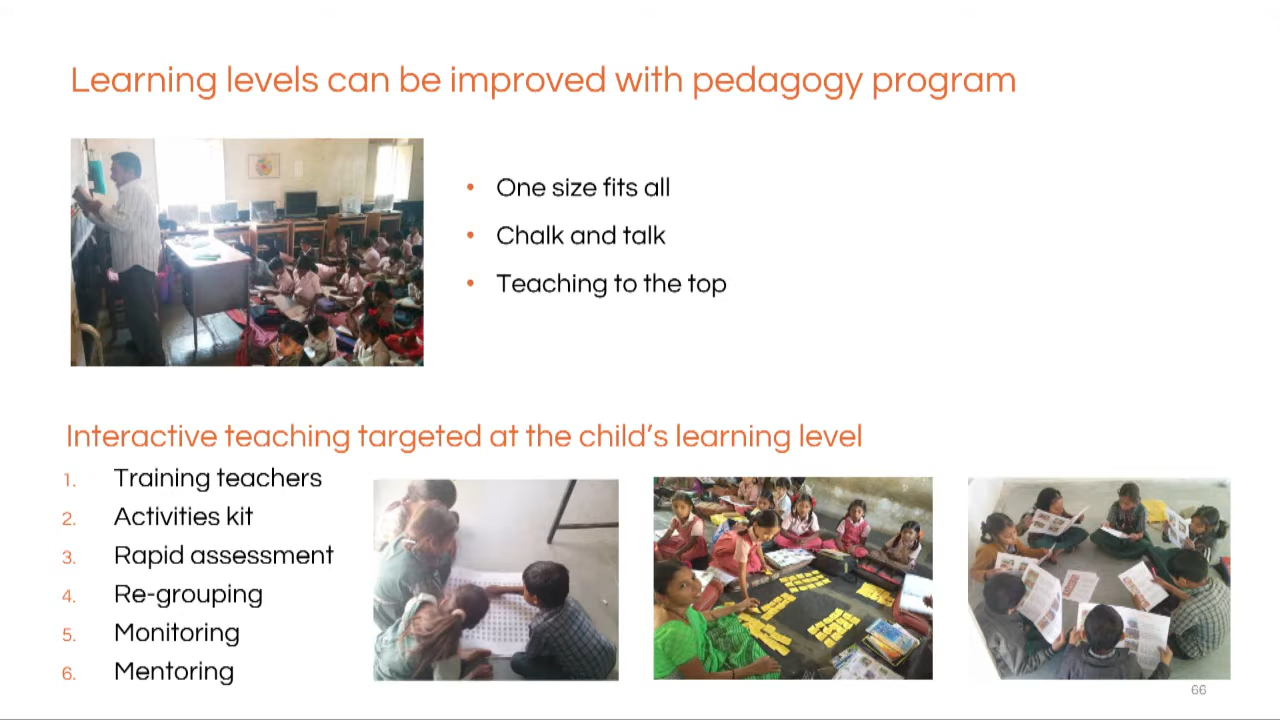 Learning levels can be improved with pedagogy program
• One size fits all
• Chalk and talk
• Teaching to the top
Interactive teaching targeted at the child's learning level
1. Training teachers
2. Activities kit
3. Rapid assessment
4. Re-grouping
5. Monitoring
6. Mentoring
66